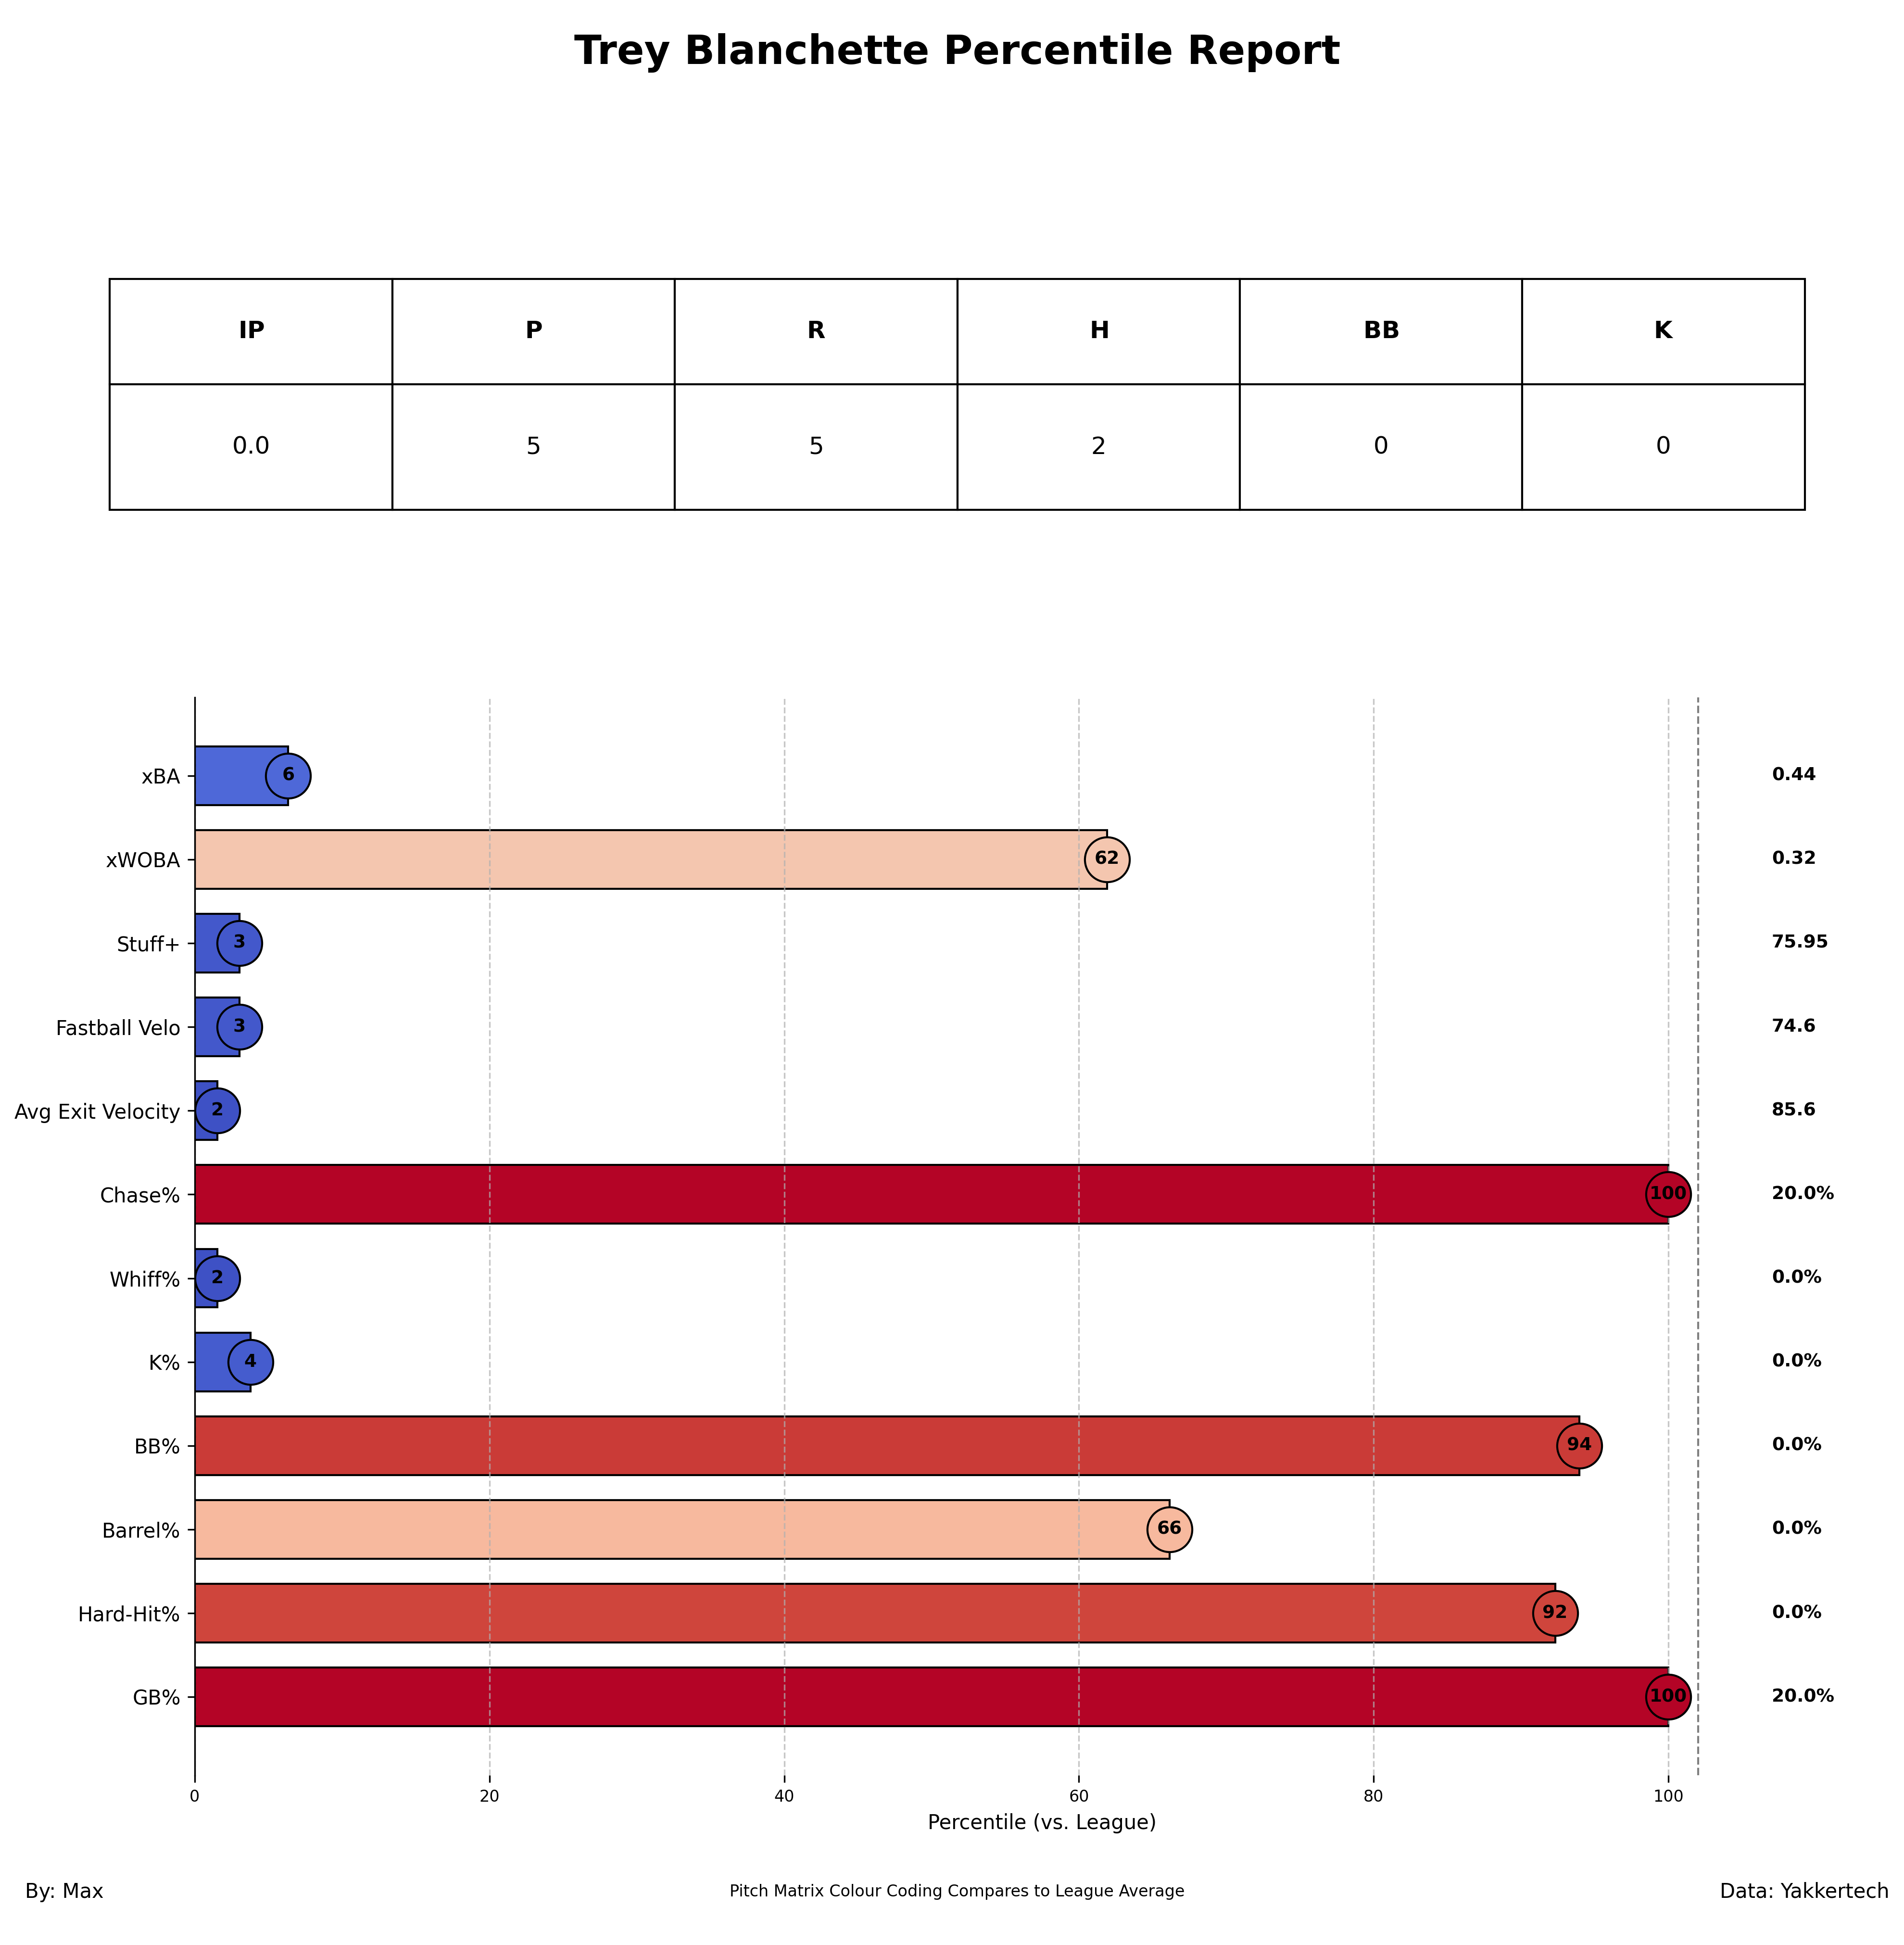 Trey Blanchette Percentile Report
IP P R H BB K
0.0 5 5 2 0 0
xBA 6 0.44
xWOBA 62 0.32
Stuff+ 3 75.95
Fastball Velo 3 74.6
Avg Exit Velocity 2 85.6
Chase% 100 20.0%
Whiff% 2 0.0%
K% 4 0.0%
BB% 94 0.0%
Barrel% 66 0.0%
Hard-Hit% 92 0.0%
GB% 100 20.0%
0 20 40 60 80 100
Percentile (vs. League)
By: Max
Pitch Matrix Colour Coding Compares to League Average
Data: Yakkertech